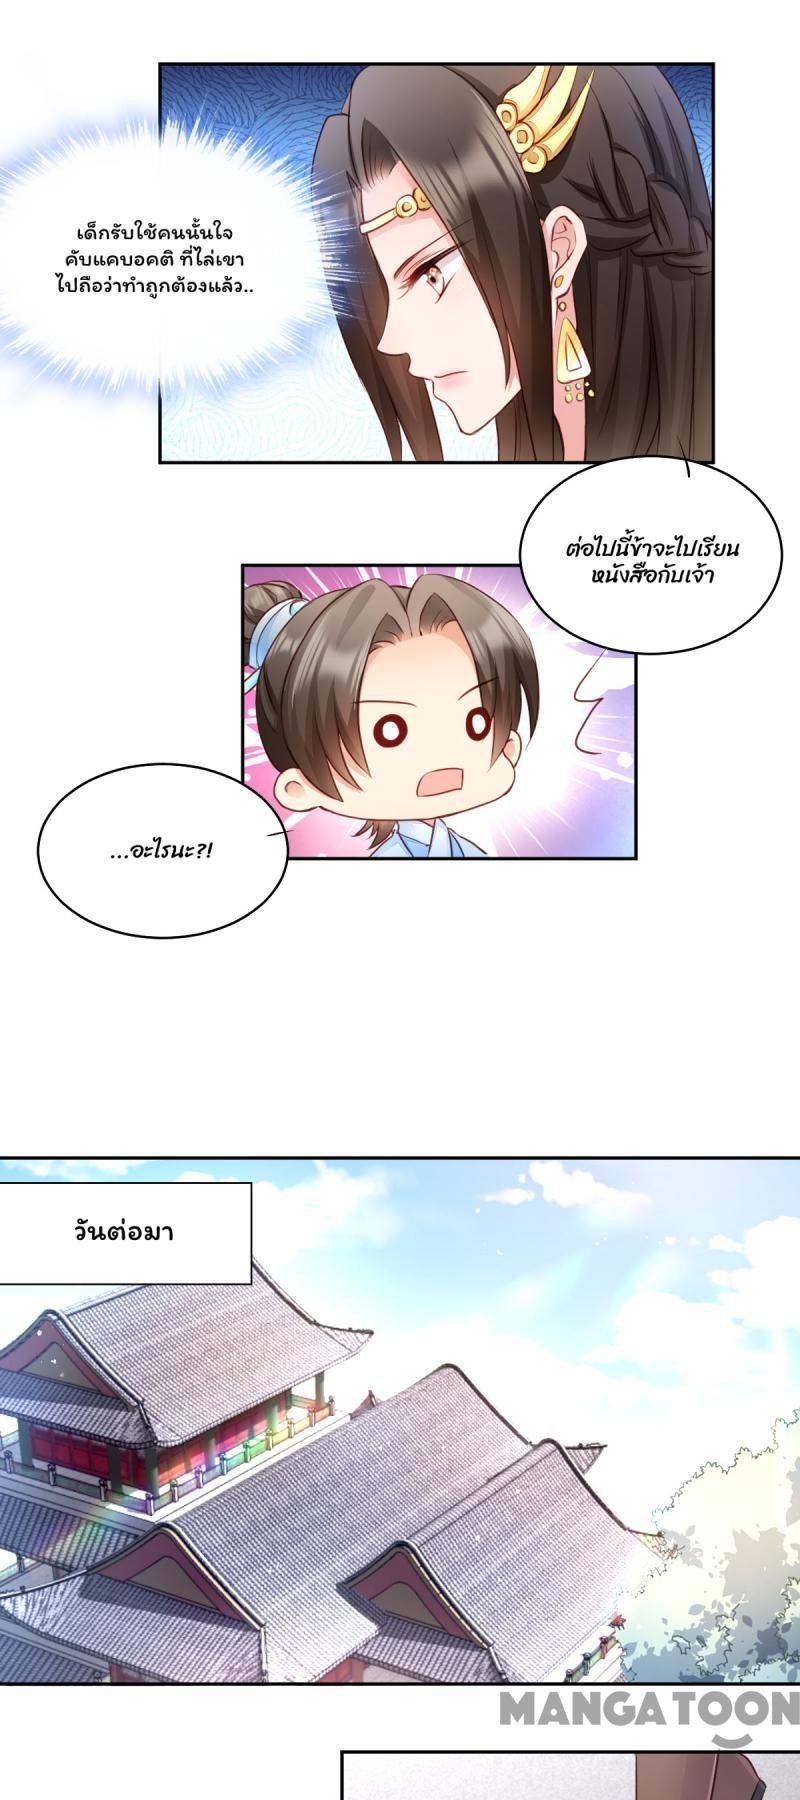 เด็กรับใช้คนนั้นใจ
คับแคบอคติ ที่ไล่เขา
ไปถือว่าทำถูกต้องแล้ว..
ต่อไปนี้ข้าจะไปเรียน
หนังสือกับเจ้า
...อะไรนะ?!
วันต่อมา
MANGATOON